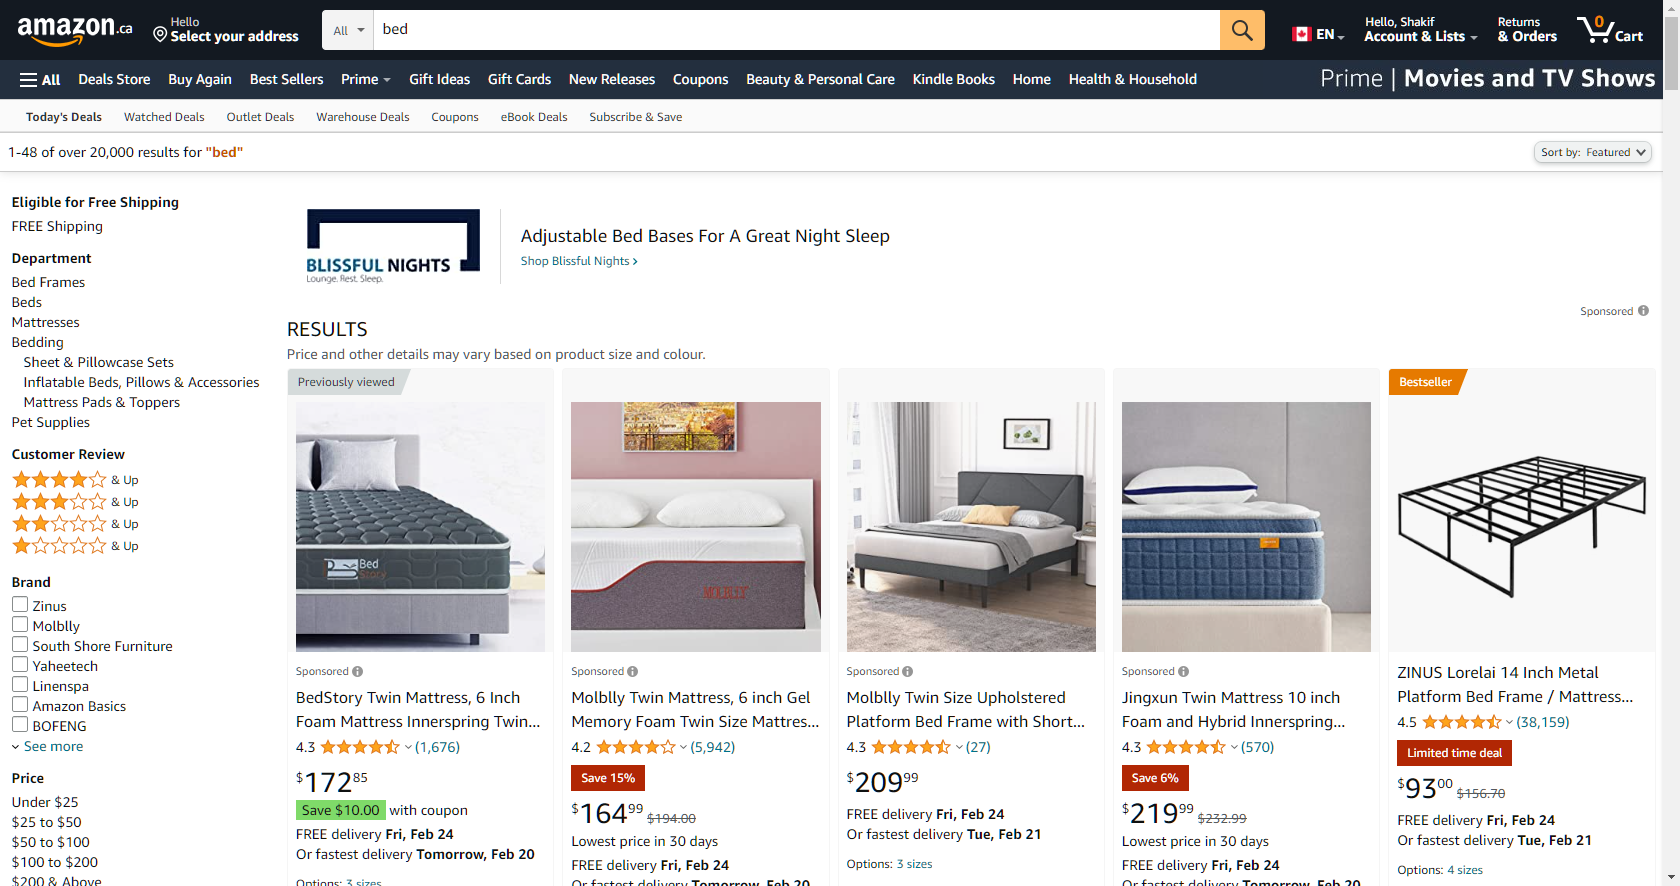 amazon.ca
Hello
Select your address
All
bed
EN
Hello, Shakif
Account & Lists
Returns
& Orders
0
Cart
All
Deals Store
Buy Again
Best Sellers
Prime
Gift Ideas
Gift Cards
New Releases
Coupons
Beauty & Personal Care
Kindle Books
Home
Health & Household
Prime | Movies and TV Shows
Today's Deals
Watched Deals
Outlet Deals
Warehouse Deals
Coupons
eBook Deals
Subscribe & Save
1-48 of over 20,000 results for "bed"
Sort by: Featured
Eligible for Free Shipping
FREE Shipping
Department
Bed Frames
Beds
Mattresses
Bedding
Sheet & Pillowcase Sets
Inflatable Beds, Pillows & Accessories
Mattress Pads & Toppers
Pet Supplies
Customer Review
& Up
& Up
& Up
& Up
Brand
Zinus
Molblly
South Shore Furniture
Yaheetech
Linenspa
Amazon Basics
BOFENG
See more
Price
Under $25
$25 to $50
$50 to $100
$100 to $200
$200 & Above
BLISSFUL NIGHTS
Lounge. Rest. Sleep.
Adjustable Bed Bases For A Great Night Sleep
Shop Blissful Nights ›
Sponsored
RESULTS
Price and other details may vary based on product size and colour.
Previously viewed
Bed
Story
Sponsored
BedStory Twin Mattress, 6 Inch
Foam Mattress Innerspring Twin...
4.3 (1,676)
$172 85
Save $10.00 with coupon
FREE delivery Fri, Feb 24
Or fastest delivery Tomorrow, Feb 20
Options: 3 sizes
MOLBLLY
Sponsored
Molblly Twin Mattress, 6 inch Gel
Memory Foam Twin Size Mattres...
4.2 (5,942)
Save 15%
$164 99 $194.00
Lowest price in 30 days
FREE delivery Fri, Feb 24
Or fastest delivery Tomorrow, Feb 20
Sponsored
Molblly Twin Size Upholstered
Platform Bed Frame with Short...
4.3 (27)
$209 99
FREE delivery Fri, Feb 24
Or fastest delivery Tue, Feb 21
Options: 3 sizes
Sponsored
Jingxun Twin Mattress 10 inch
Foam and Hybrid Innerspring...
4.3 (570)
Save 6%
$219 99 $232.99
Lowest price in 30 days
FREE delivery Fri, Feb 24
Or fastest delivery Tomorrow, Feb 20
Bestseller
ZINUS Lorelai 14 Inch Metal
Platform Bed Frame / Mattress...
4.5 (38,159)
Limited time deal
$93 00 $156.70
FREE delivery Fri, Feb 24
Or fastest delivery Tue, Feb 21
Options: 4 sizes